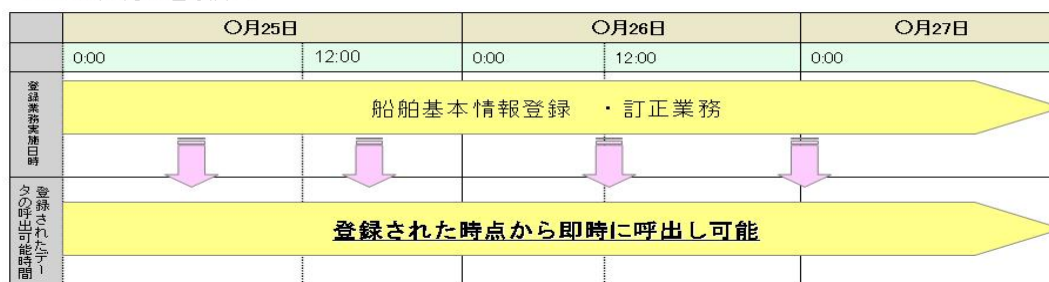 〇月25日 〇月26日 〇月27日
0:00 12:00 0:00 12:00 0:00
登録業務実施日時
船舶基本情報登録 ・訂正業務
登録されたデー
タの呼出可能時間
登録された時点から即時に呼出し可能